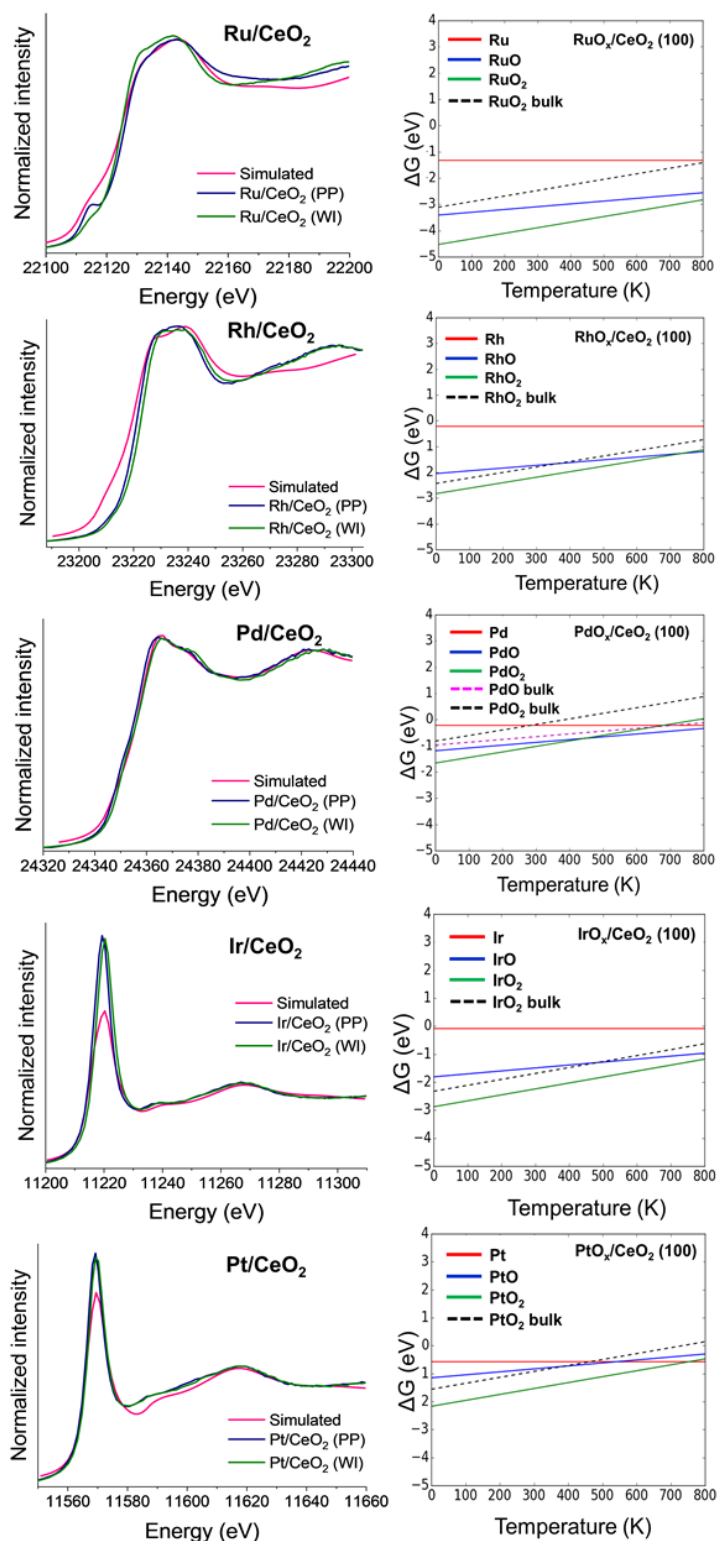 Ru/CeO₂
Normalized intensity
Simulated
Ru/CeO₂ (PP)
Ru/CeO₂ (WI)
22100 22120 22140 22160 22180 22200
Energy (eV)
RuOₓ/CeO₂ (100)
Ru
RuO
RuO₂
RuO₂ bulk
ΔG (eV)
4
3
2
1
0
-1
-2
-3
-4
-5
0 100 200 300 400 500 600 700 800
Temperature (K)
Rh/CeO₂
Normalized intensity
Simulated
Rh/CeO₂ (PP)
Rh/CeO₂ (WI)
23200 23220 23240 23260 23280 23300
Energy (eV)
RhOₓ/CeO₂ (100)
Rh
RhO
RhO₂
RhO₂ bulk
ΔG (eV)
4
3
2
1
0
1
2
-3
-4
-5
0 100 200 300 400 500 600 700 800
Temperature (K)
Pd/CeO₂
Normalized intensity
Simulated
Pd/CeO₂ (PP)
Pd/CeO₂ (WI)
24320 24340 24360 24380 24400 24420 24440
Energy (eV)
PdOₓ/CeO₂ (100)
Pd
PdO
PdO₂
PdO bulk
PdO₂ bulk
ΔG (eV)
4
3
2
1
0
-1
-2
-3
-4
-5
0 100 200 300 400 500 600 700 800
Temperature (K)
Ir/CeO₂
Normalized intensity
Simulated
Ir/CeO₂ (PP)
Ir/CeO₂ (WI)
11200 11220 11240 11260 11280 11300
Energy (eV)
IrOₓ/CeO₂ (100)
Ir
IrO
IrO₂
IrO₂ bulk
ΔG (eV)
4
3
2
1
0
-1
-2
-3
-4
-5
0 100 200 300 400 500 600 700 800
Temperature (K)
Pt/CeO₂
Normalized intensity
Simulated
Pt/CeO₂ (PP)
Pt/CeO₂ (WI)
11560 11580 11600 11620 11640 11660
Energy (eV)
PtOₓ/CeO₂ (100)
Pt
PtO
PtO₂
PtO₂ bulk
ΔG (eV)
4
3
2
1
0
-1
-2
-3
-4
-5
0 100 200 300 400 500 600 700 800
Temperature (K)